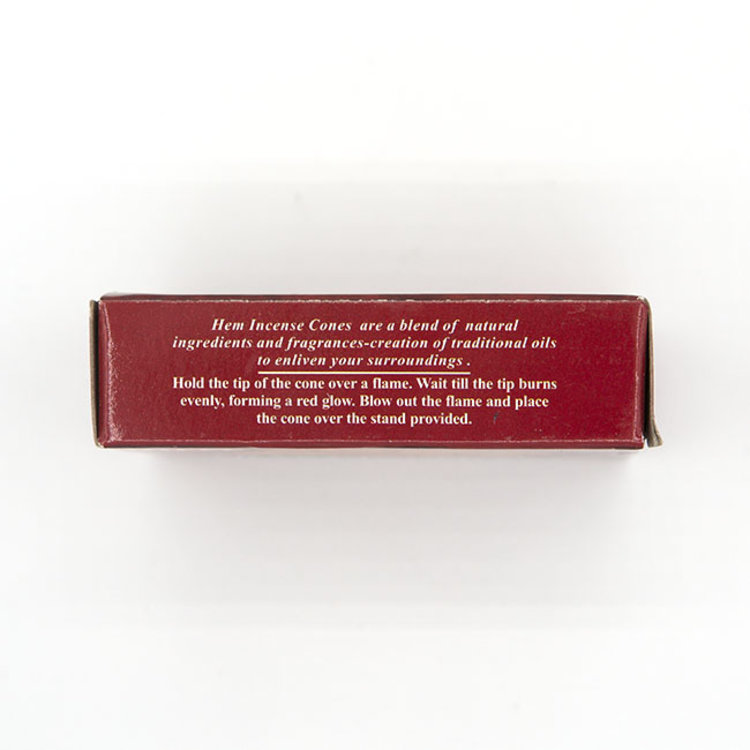 Hem Incense Cones are a blend of natural
ingredients and fragrances-creation of traditional oils
to enliven your surroundings .
Hold the tip of the cone over a flame. Wait till the tip burns
evenly, forming a red glow. Blow out the flame and place
the cone over the stand provided.